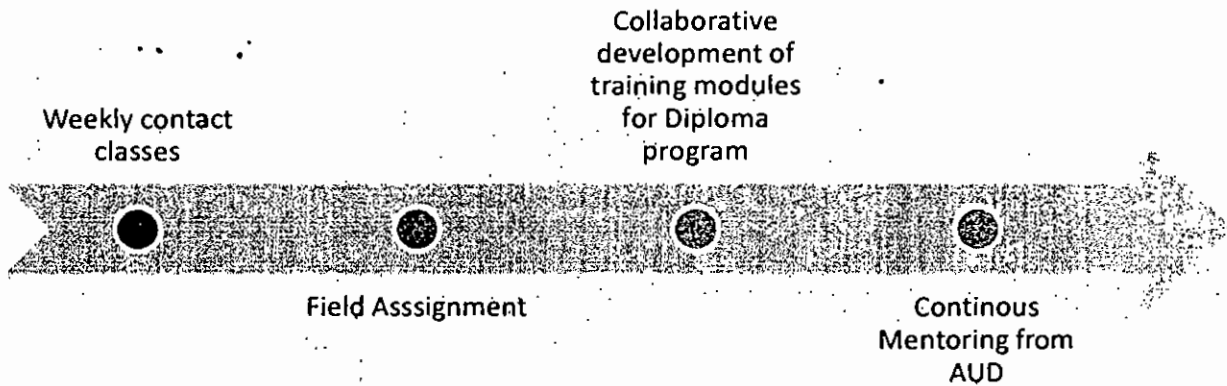 Weekly contact
classes
Field Asssignment
Collaborative
development of
training modules
for Diploma
program
Continous
Mentoring from
AUD